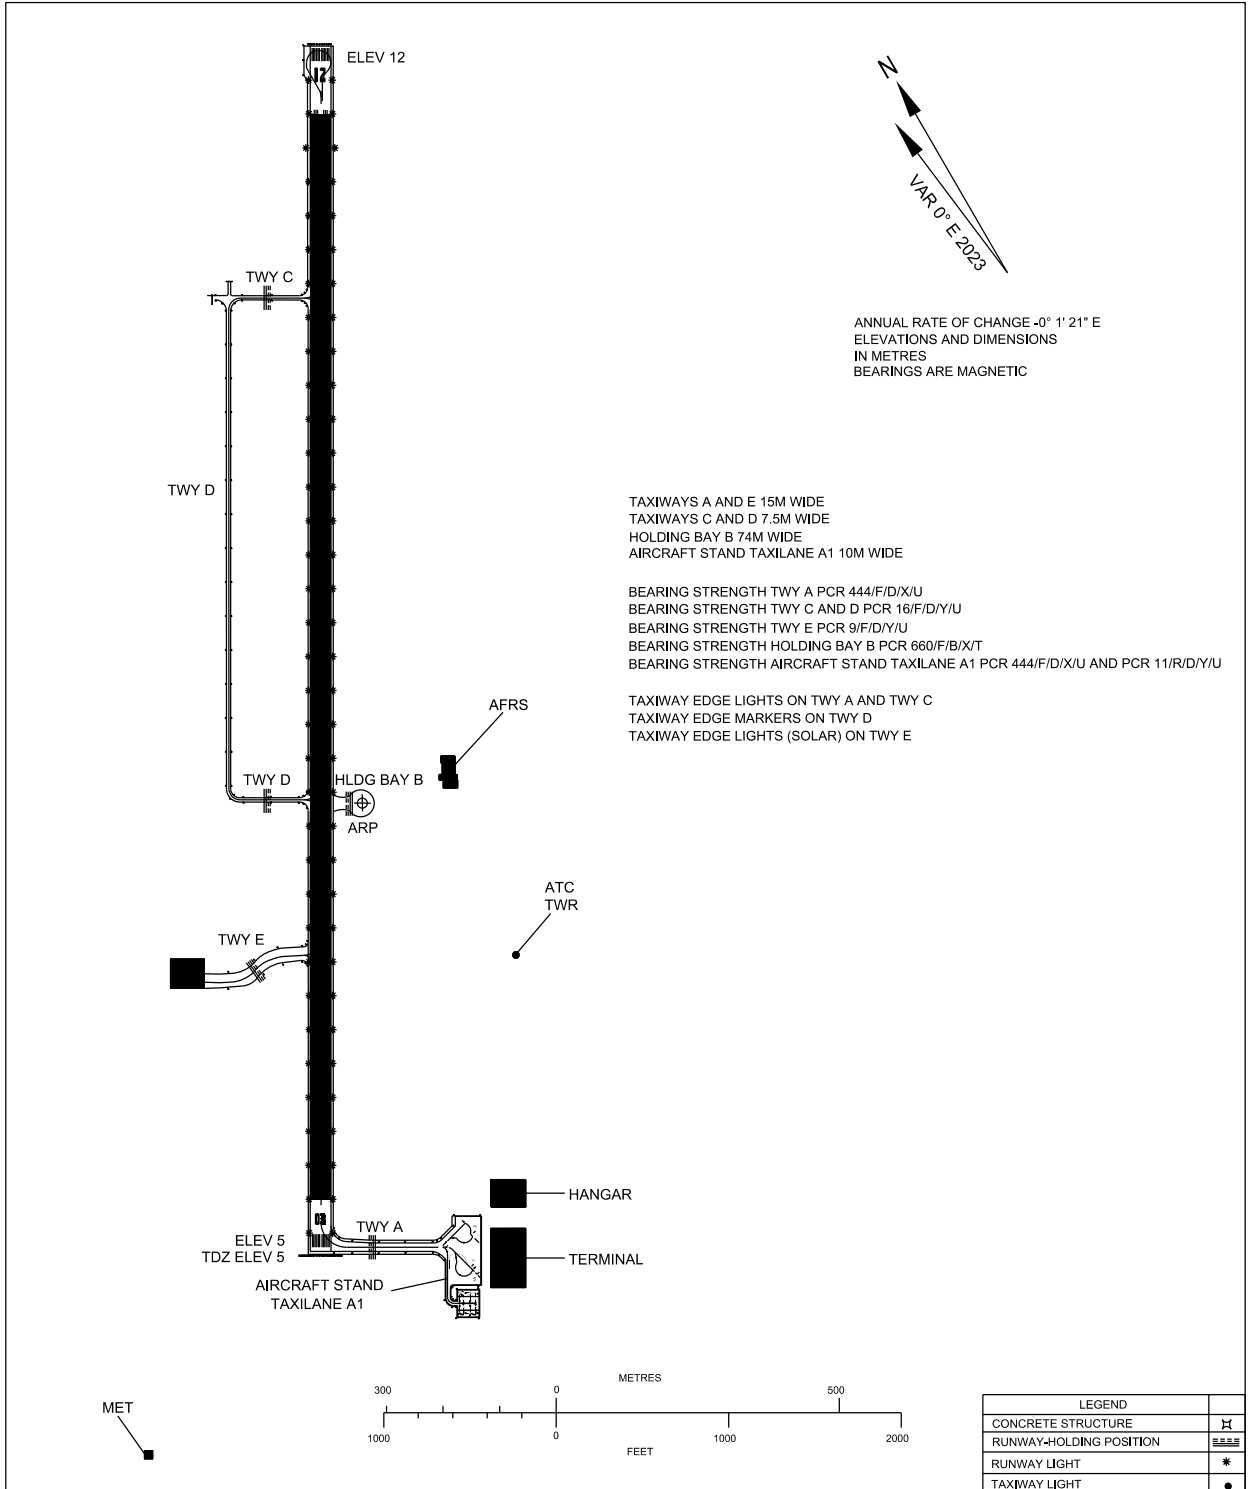 ELEV 12
12
N
VAR 0° E 2023
TWY C
ANNUAL RATE OF CHANGE -0° 1' 21" E
ELEVATIONS AND DIMENSIONS
IN METRES
BEARINGS ARE MAGNETIC
TWY D
TAXIWAYS A AND E 15M WIDE
TAXIWAYS C AND D 7.5M WIDE
HOLDING BAY B 74M WIDE
AIRCRAFT STAND TAXILANE A1 10M WIDE
BEARING STRENGTH TWY A PCR 444/F/D/X/U
BEARING STRENGTH TWY C AND D PCR 16/F/D/Y/U
BEARING STRENGTH TWY E PCR 9/F/D/Y/U
BEARING STRENGTH HOLDING BAY B PCR 660/F/B/X/T
BEARING STRENGTH AIRCRAFT STAND TAXILANE A1 PCR 444/F/D/X/U AND PCR 11/R/D/Y/U
TAXIWAY EDGE LIGHTS ON TWY A AND TWY C
TAXIWAY EDGE MARKERS ON TWY D
TAXIWAY EDGE LIGHTS (SOLAR) ON TWY E
AFRS
TWY D
HLDG BAY B
ARP
ATC
TWR
TWY E
HANGAR
TWY A
ELEV 5
TDZ ELEV 5
TERMINAL
AIRCRAFT STAND
TAXILANE A1
METRES
300 0 500
1000 0 1000 2000
FEET
MET
LEGEND
CONCRETE STRUCTURE
RUNWAY-HOLDING POSITION
RUNWAY LIGHT
TAXIWAY LIGHT